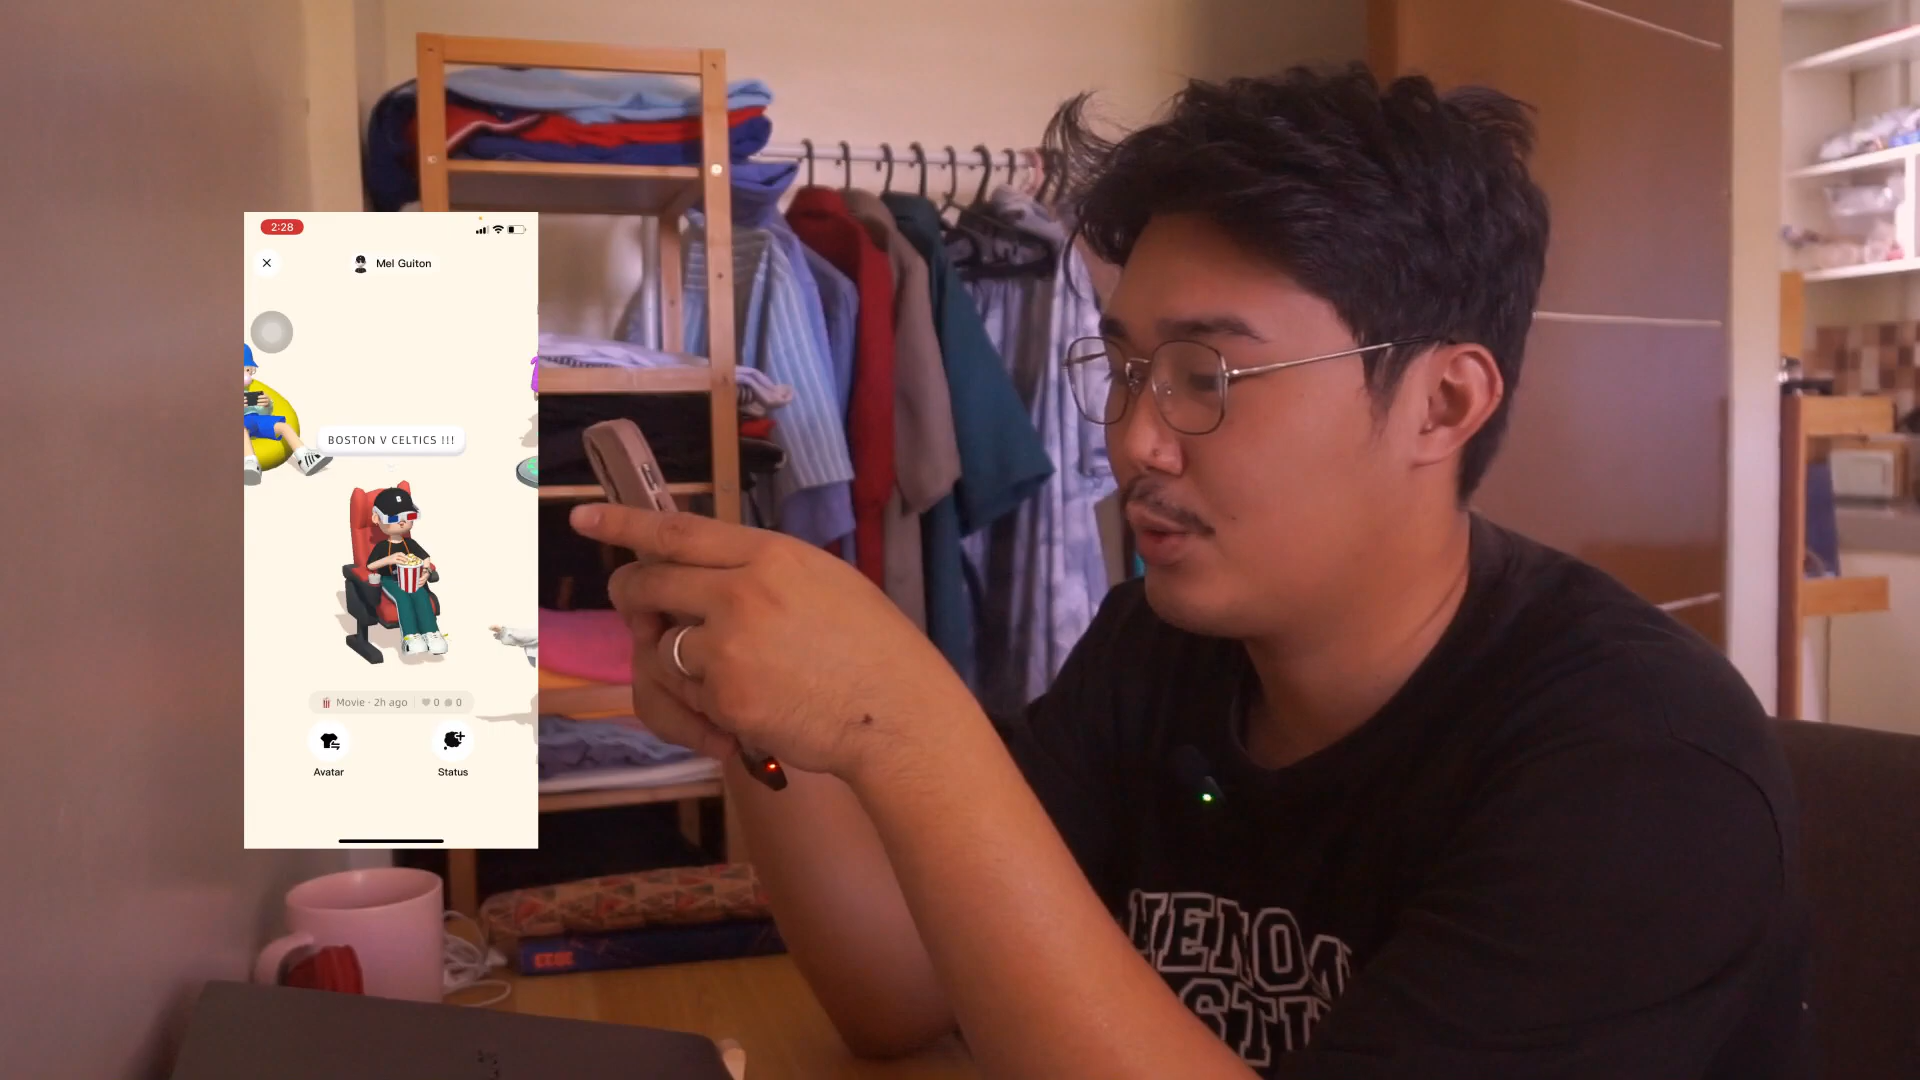 2:28
Mel Guiton
BOSTON V CELTICS !!!
Movie · 2h ago 0 0
Avatar
Status